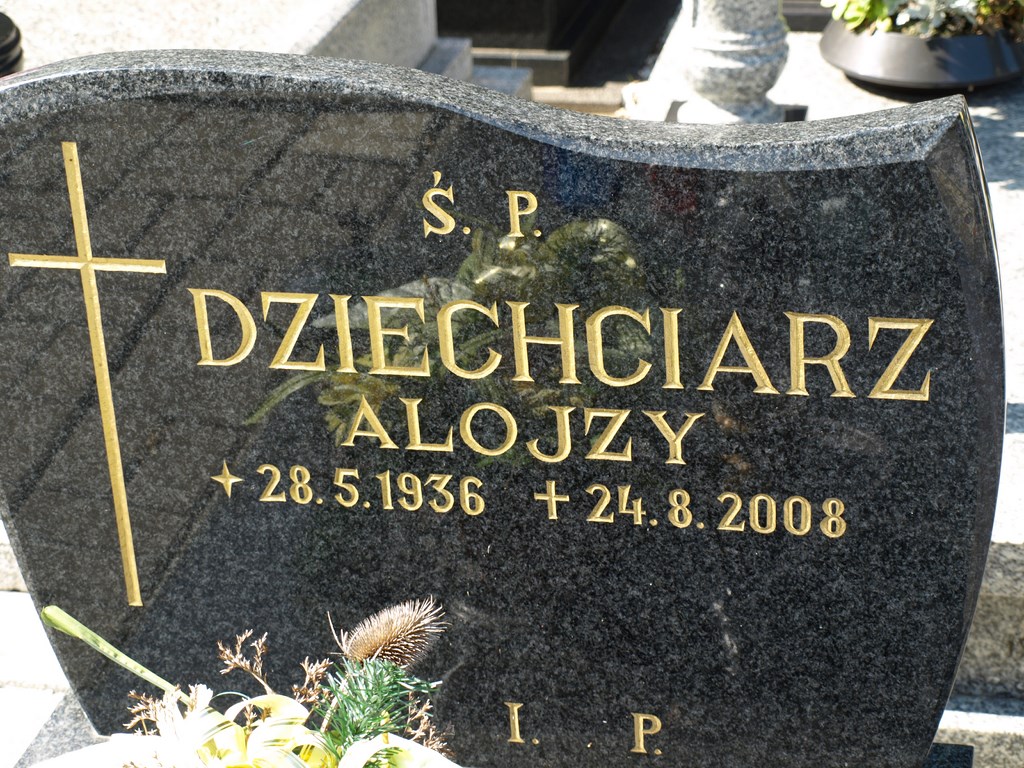 Ś. P.
DZIECHCIARZ
ALOJZY
28.5.1936 24.8.2008
I. P.